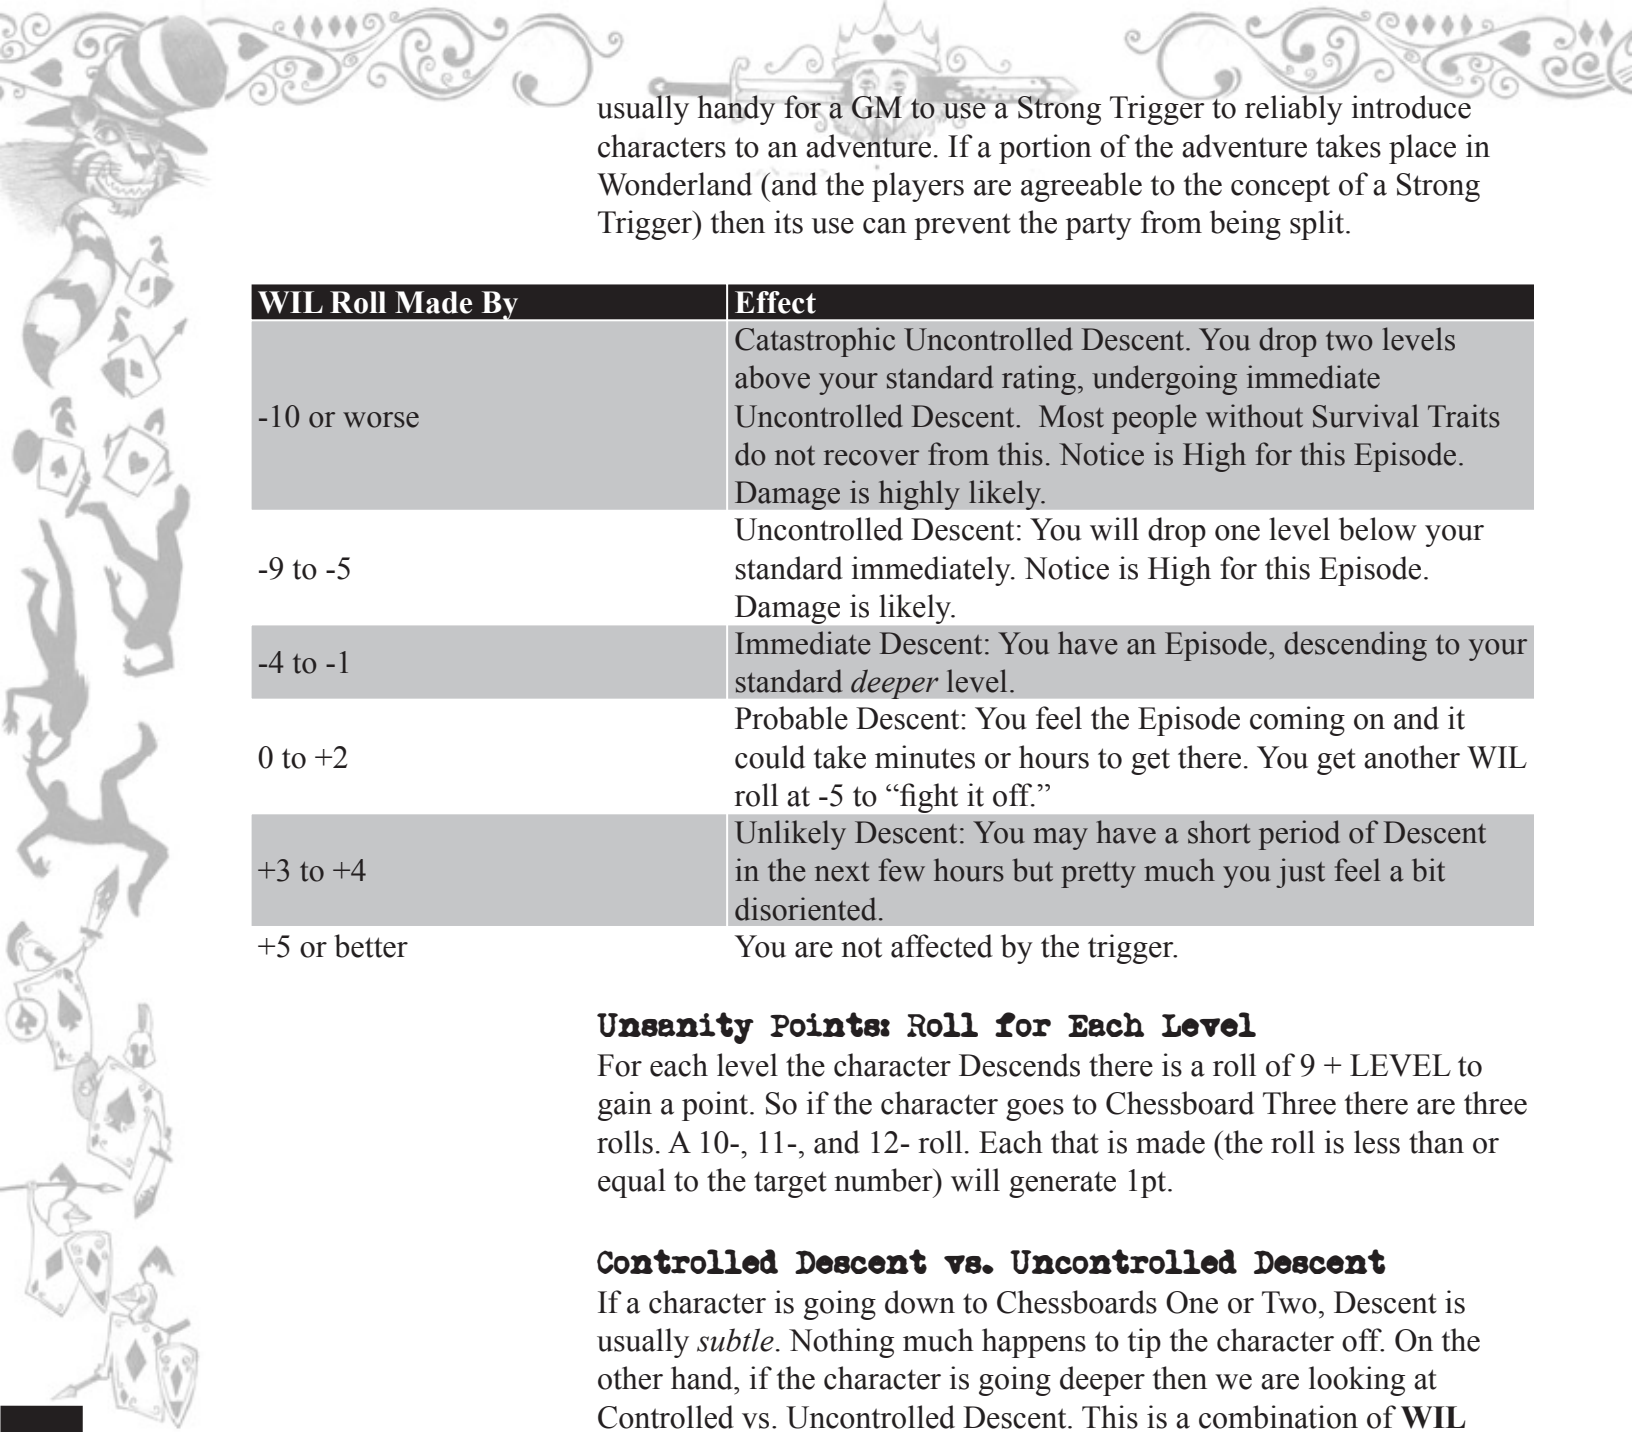 usually handy for a GM to use a Strong Trigger to reliably introduce
characters to an adventure. If a portion of the adventure takes place in
Wonderland (and the players are agreeable to the concept of a Strong
Trigger) then its use can prevent the party from being split.
WIL Roll Made By Effect
-10 or worse
Catastrophic Uncontrolled Descent. You drop two levels
above your standard rating, undergoing immediate
Uncontrolled Descent. Most people without Survival Traits
do not recover from this. Notice is High for this Episode.
Damage is highly likely.
-9 to -5
Uncontrolled Descent: You will drop one level below your
standard immediately. Notice is High for this Episode.
Damage is likely.
-4 to -1
Immediate Descent: You have an Episode, descending to your
standard deeper level.
0 to +2
Probable Descent: You feel the Episode coming on and it
could take minutes or hours to get there. You get another WIL
roll at -5 to “fight it off.”
+3 to +4
Unlikely Descent: You may have a short period of Descent
in the next few hours but pretty much you just feel a bit
disoriented.
+5 or better You are not affected by the trigger.
Unsanity Points: Roll for Each Level
For each level the character Descends there is a roll of 9 + LEVEL to
gain a point. So if the character goes to Chessboard Three there are three
rolls. A 10-, 11-, and 12- roll. Each that is made (the roll is less than or
equal to the target number) will generate 1pt.
Controlled Descent vs. Uncontrolled Descent
If a character is going down to Chessboards One or Two, Descent is
usually subtle. Nothing much happens to tip the character off. On the
other hand, if the character is going deeper then we are looking at
Controlled vs. Uncontrolled Descent. This is a combination of WIL